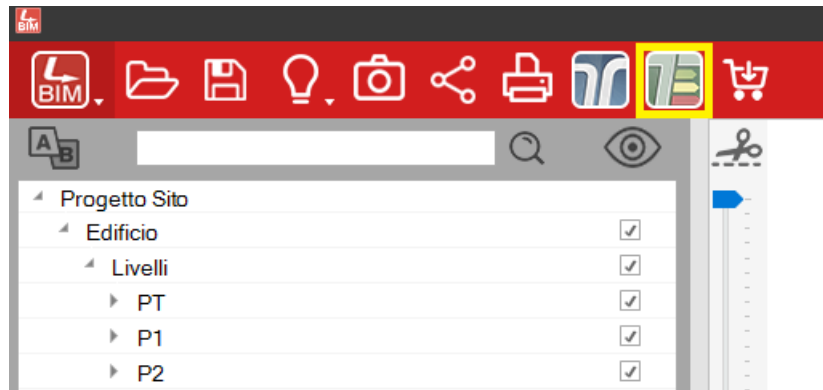 BIM
BIM
A B
Progetto Sito
Edificio
Livelli
PT
P1
P2